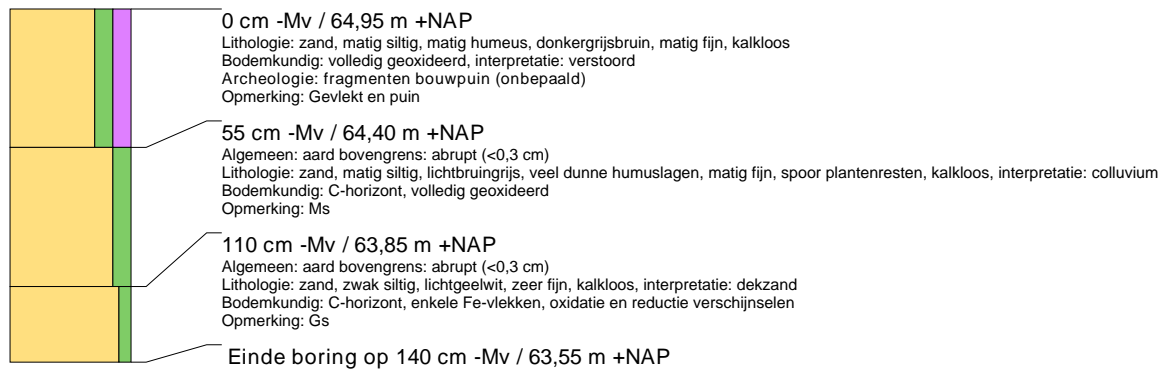 0 cm -Mv / 64,95 m +NAP
Lithologie: zand, matig siltig, matig humeus, donkergrijsbruin, matig fijn, kalkloos
Bodemkundig: volledig geoxideerd, interpretatie: verstoord
Archeologie: fragmenten bouwpuin (onbepaald)
Opmerking: Gevlekt en puin
55 cm -Mv / 64,40 m +NAP
Algemeen: aard bovengrens: abrupt (<0,3 cm)
Lithologie: zand, matig siltig, lichtbruingrijs, veel dunne humuslagen, matig fijn, spoor plantenresten, kalkloos, interpretatie: colluvium
Bodemkundig: C-horizont, volledig geoxideerd
Opmerking: Ms
110 cm -Mv / 63,85 m +NAP
Algemeen: aard bovengrens: abrupt (<0,3 cm)
Lithologie: zand, zwak siltig, lichtgeelwit, zeer fijn, kalkloos, interpretatie: dekzand
Bodemkundig: C-horizont, enkele Fe-vlekken, oxidatie en reductie verschijnselen
Opmerking: Gs
Einde boring op 140 cm -Mv / 63,55 m +NAP